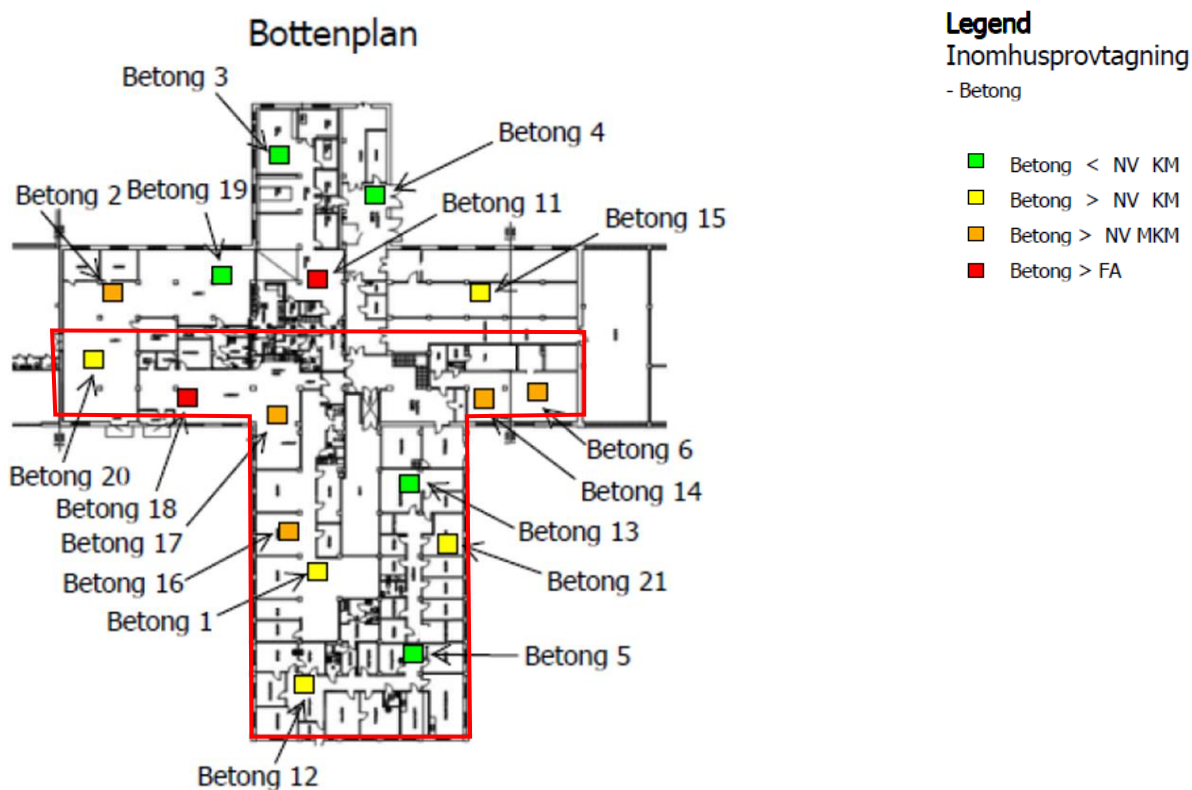 Bottenplan
Legend
Inomhusprovtagning
- Betong
Betong < NV KM
Betong > NV KM
Betong > NV MKM
Betong > FA
Betong 3
Betong 4
Betong 2
Betong 19
Betong 11
Betong 15
Betong 20
Betong 18
Betong 17
Betong 16
Betong 1
Betong 12
Betong 6
Betong 14
Betong 13
Betong 21
Betong 5